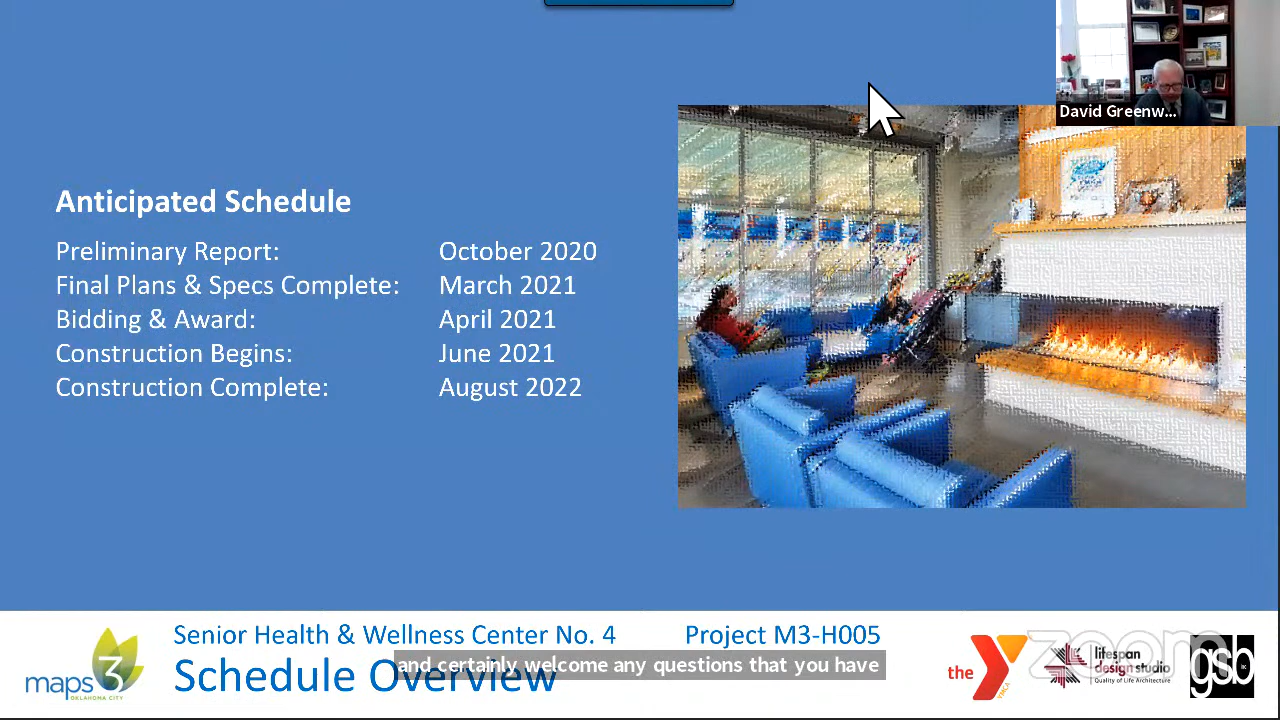 David Greenw...
Anticipated Schedule
Preliminary Report: October 2020
Final Plans & Specs Complete: March 2021
Bidding & Award: April 2021
Construction Begins: June 2021
Construction Complete: August 2022
Senior Health & Wellness Center No. 4 Project M3-H005
Schedule Overview
and certainly welcome any questions that you have
maps 3
OKLAHOMA CITY
the Y
YMCA
lifespan
design studio
Quality of Life Architecture
zoom
gsb